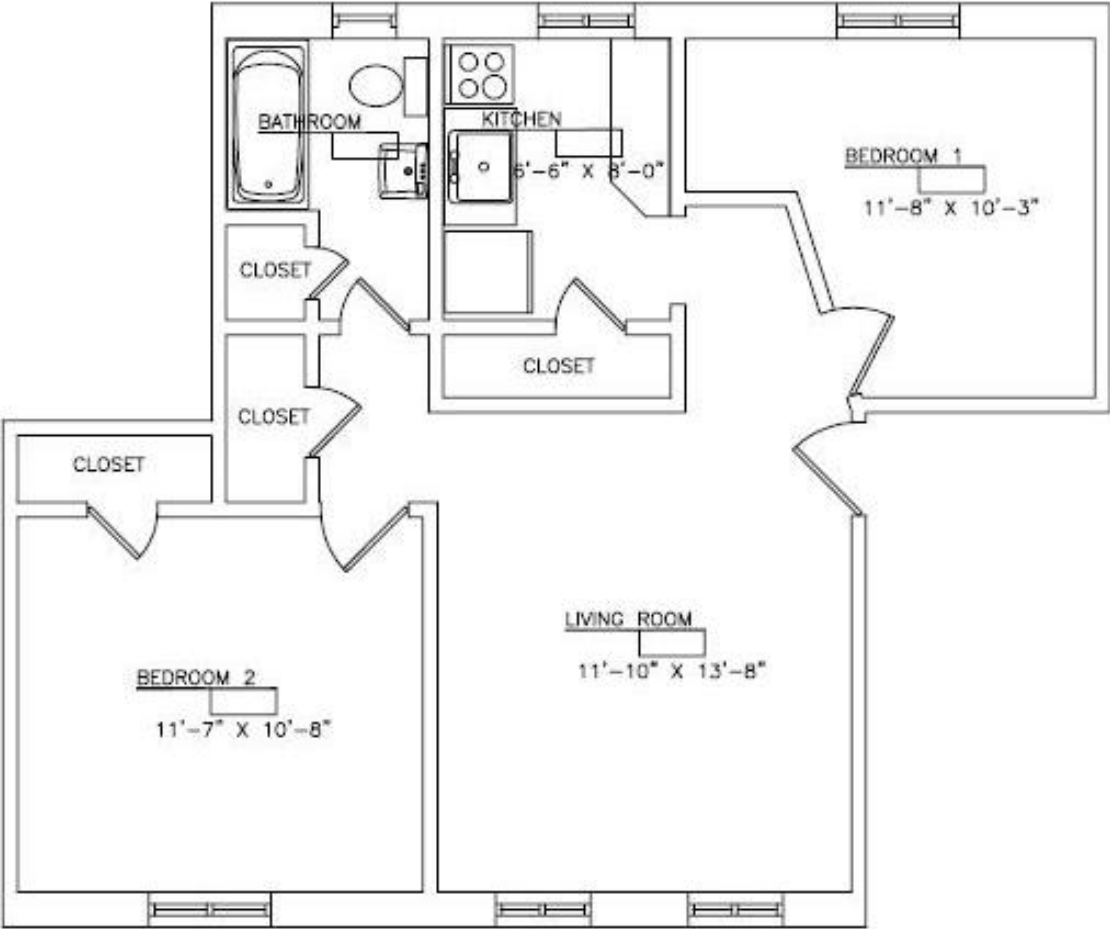 BATHROOM
KITCHEN
6'-6" X 8'-0"
BEDROOM 1
11'-8" X 10'-3"
CLOSET
CLOSET
CLOSET
CLOSET
LIVING ROOM
11'-10" X 13'-8"
BEDROOM 2
11'-7" X 10'-8"